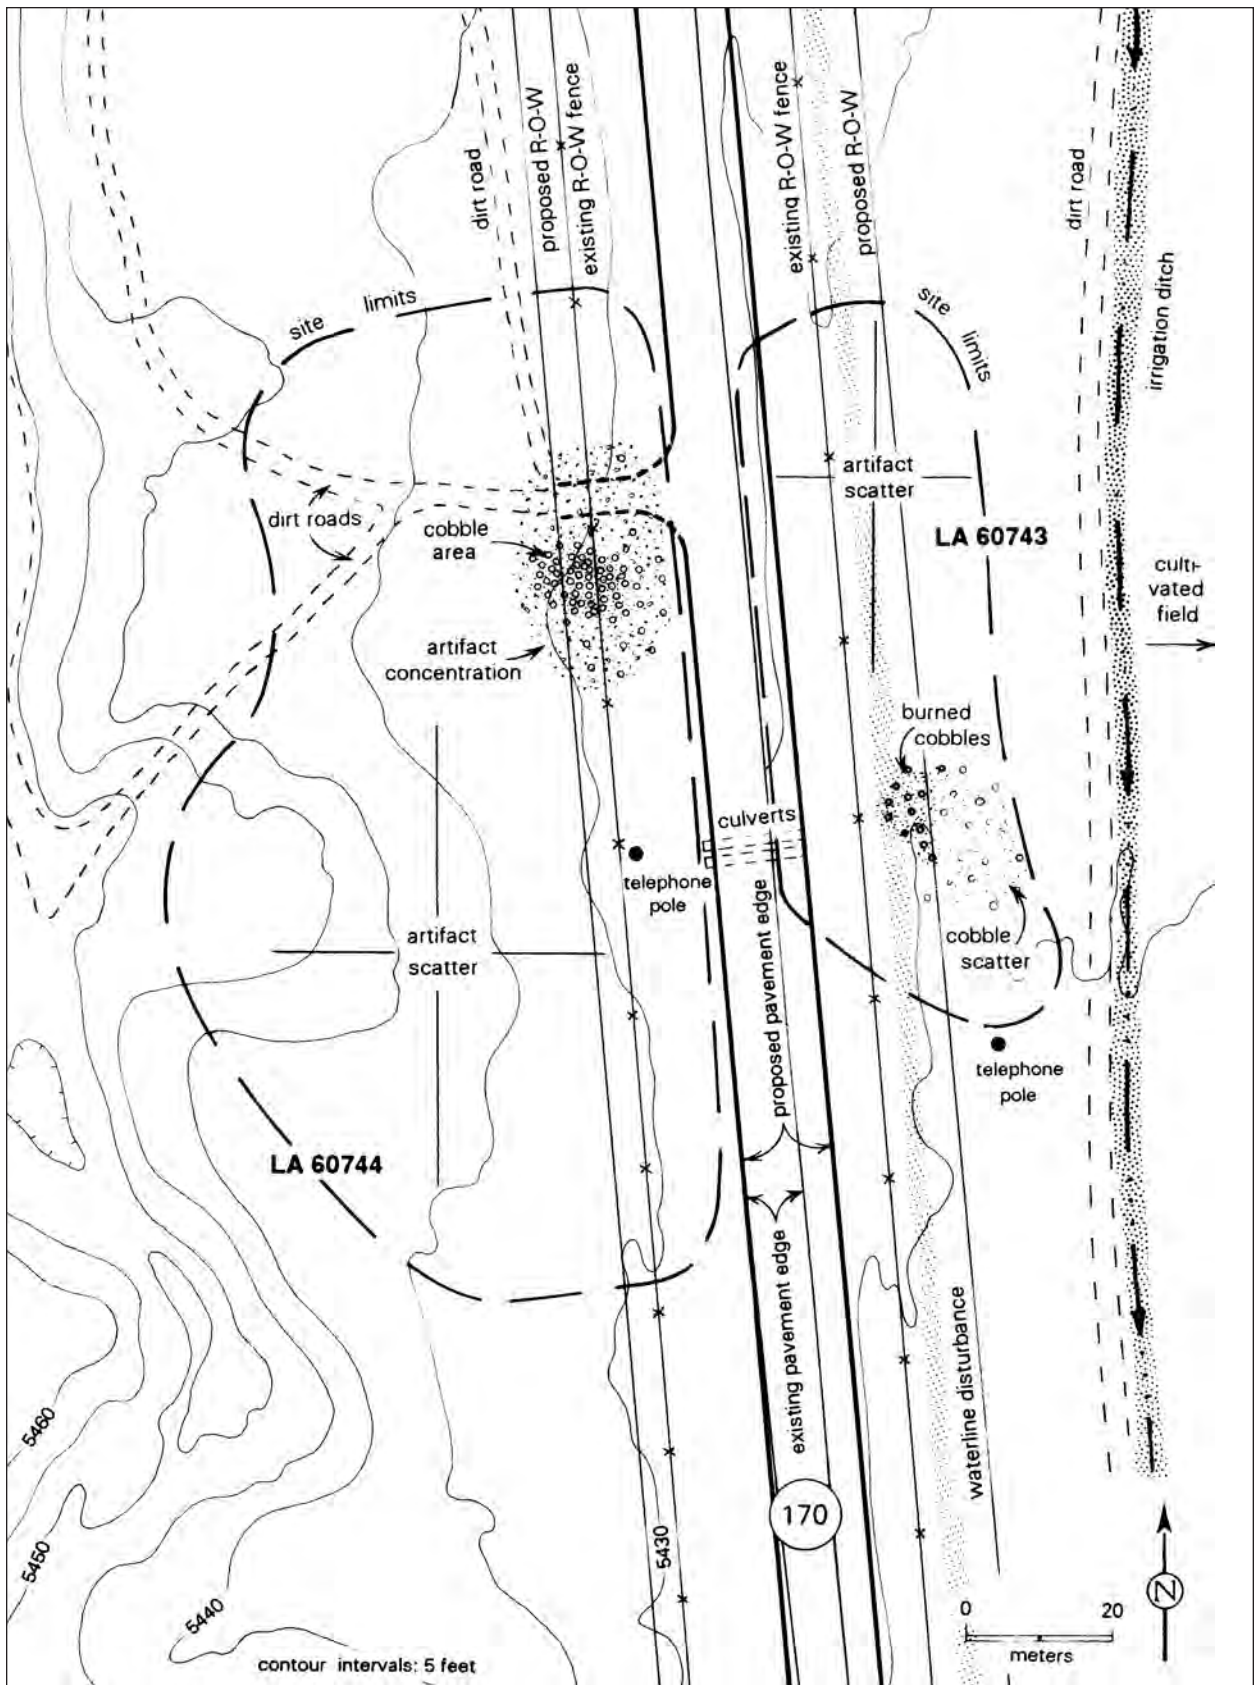 proposed R-O-W
existing R-O-W fence
dirt road
existing R-O-W fence
proposed R-O-W
dirt road
irrigation ditch
site
limits
site
limits
artifact
scatter
dirt roads
cobble
area
LA 60743
culti-
vated
field
artifact
concentration
burned
cobbles
culverts
telephone
pole
artifact
scatter
cobble
scatter
proposed pavement edge
telephone
pole
LA 60744
existing pavement edge
waterline disturbance
5460
170
5430
5450
5440
N
0
20
meters
contour intervals: 5 feet